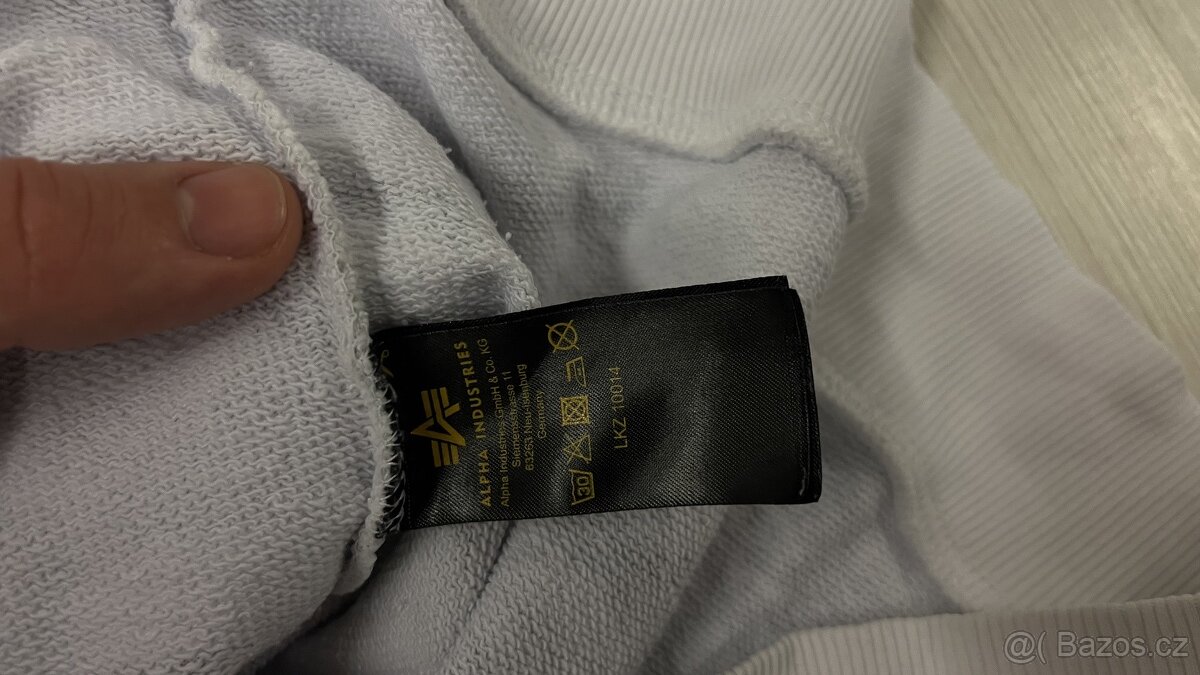 ALPHA INDUSTRIES
Alpha Industries GmbH & Co. KG
Siemensstrasse 11
63263 Neu-Isenburg
Germany
30
LKZ 10014
@( Bazos.cz